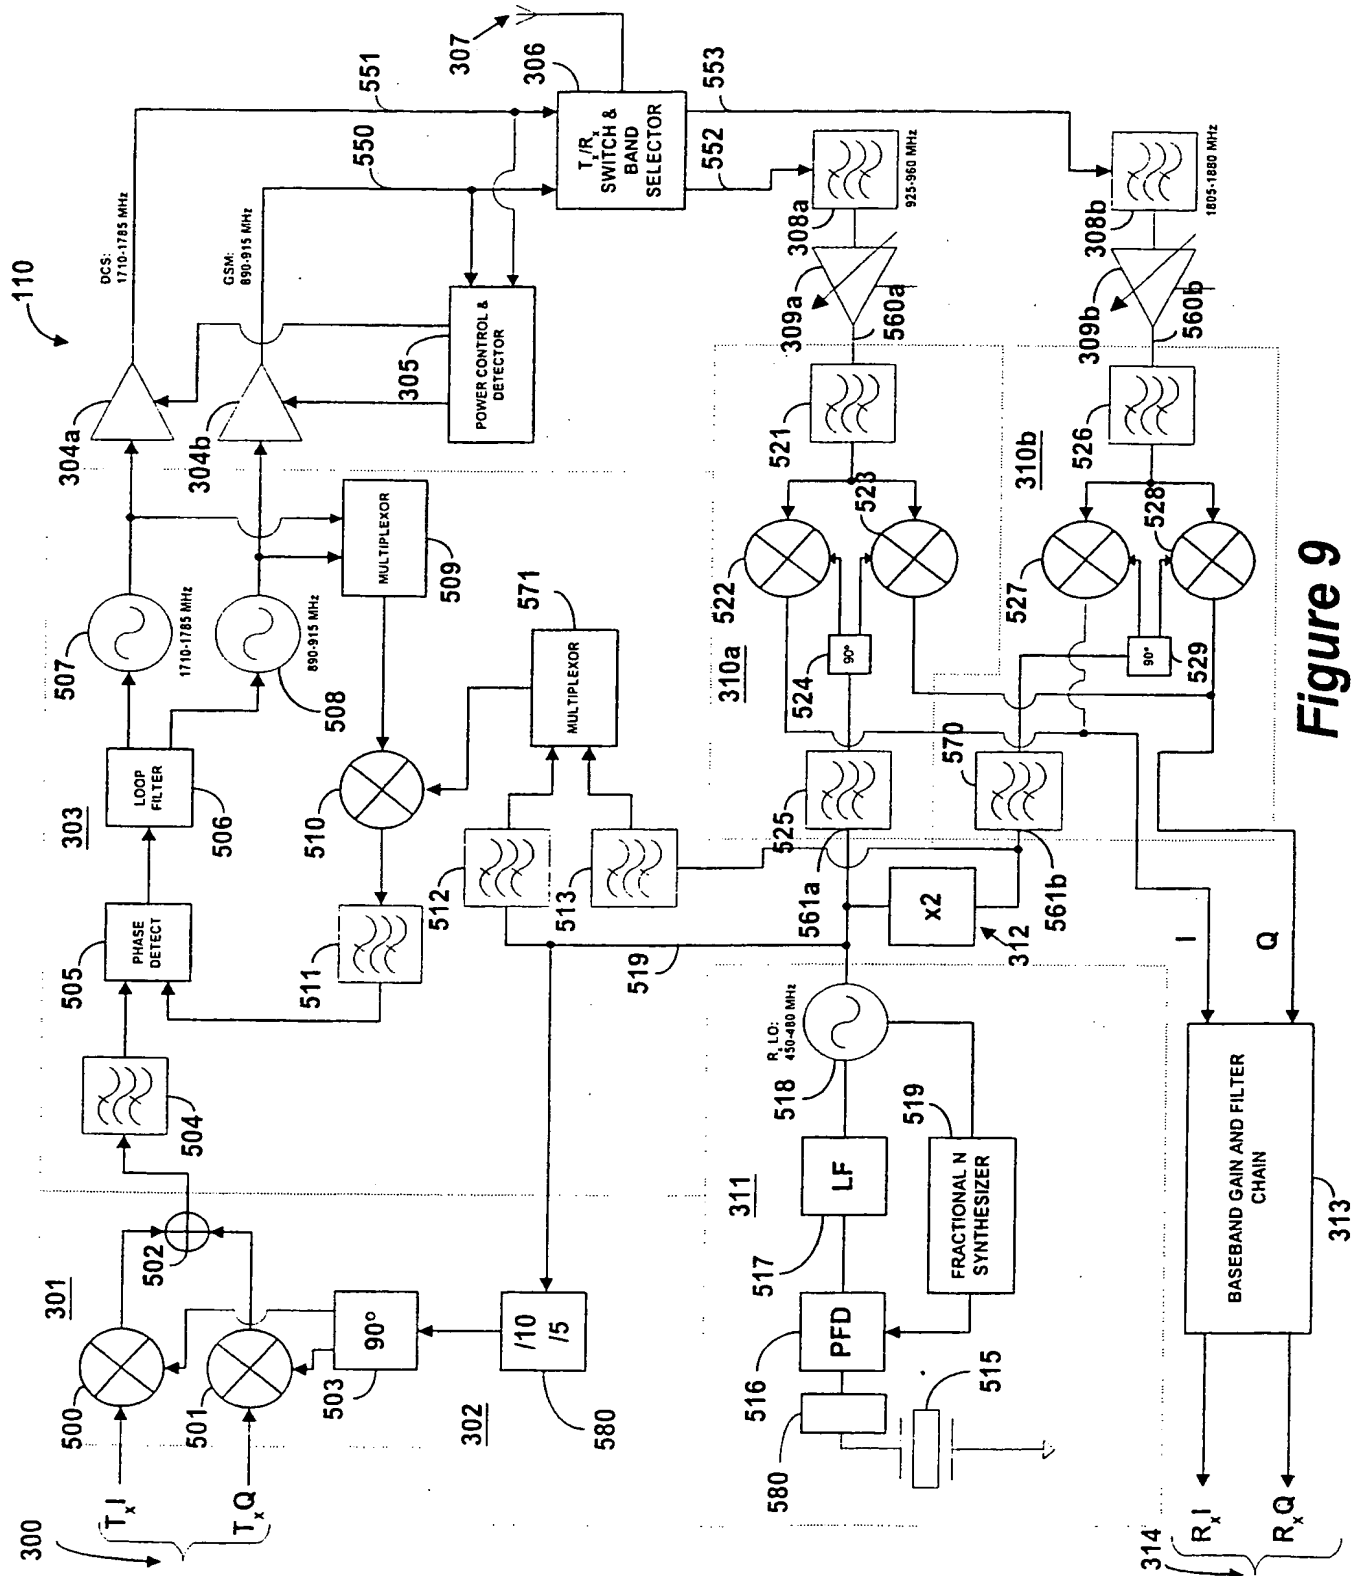 110
DCS:
1710-1785 MHz
GSM:
890-915 MHz
551
550
307
306
Tx/Rx
SWITCH &
BAND
SELECTOR
553
552
304a
304b
305
POWER CONTROL &
DETECTOR
308a
925-960 MHz
308b
1805-1880 MHz
309a
560a
309b
560b
507
1710-1785 MHz
508
890-915 MHz
MULTIPLEXOR
509
571
MULTIPLEXOR
303
LOOP
FILTER
506
510
505
PHASE
DETECT
511
512
513
504
519
521
522
523
524
90°
310a
525
561a
526
310b
527
528
90°
529
570
561b
x2
312
I
Q
301
500
501
502
90°
503
302
/10
/5
580
300
TxI
TxQ
311
RxLO:
450-480 MHz
518
LF
517
519
FRACTIONAL N
SYNTHESIZER
PFD
516
580
515
BASEBAND GAIN AND FILTER
CHAIN
313
RxI
RxQ
314
Figure 9